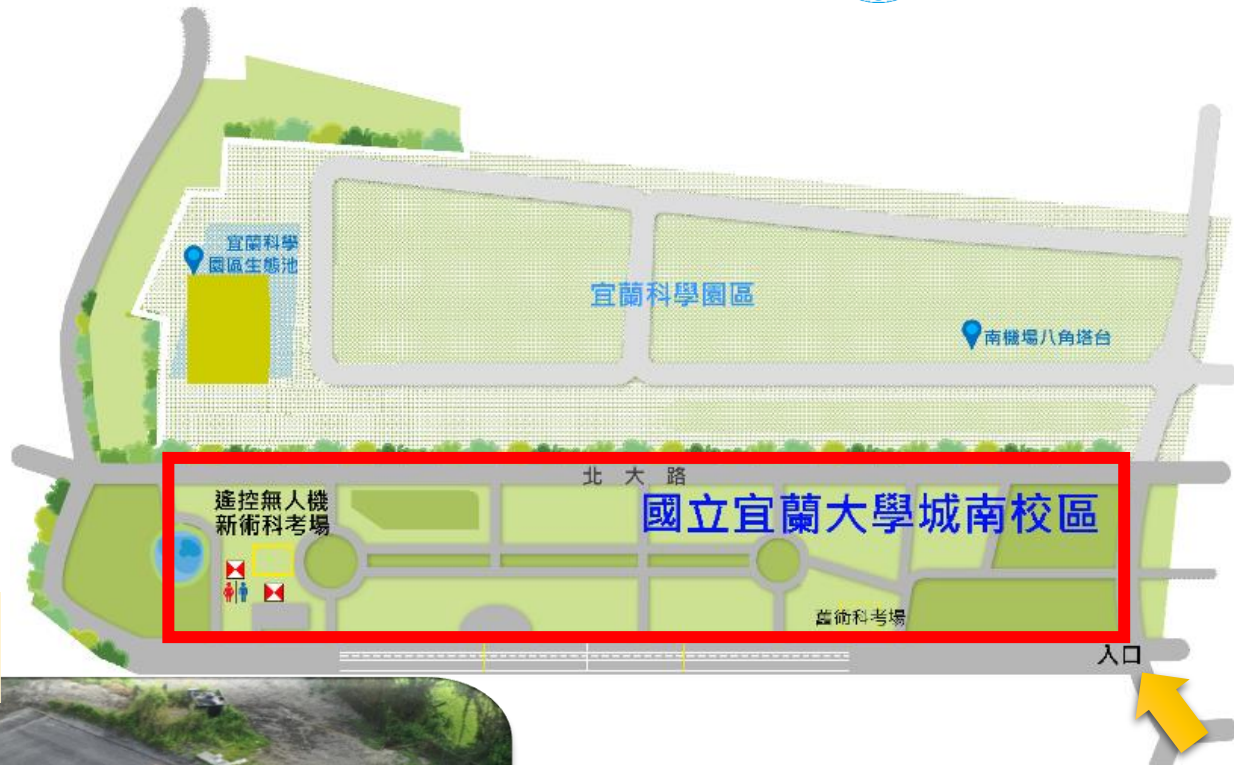 宜蘭科學
園區生態池
宜蘭科學園區
南機場八角塔台
北大路
遙控無人機
新術科考場
國立宜蘭大學城南校區
舊術科考場
入口